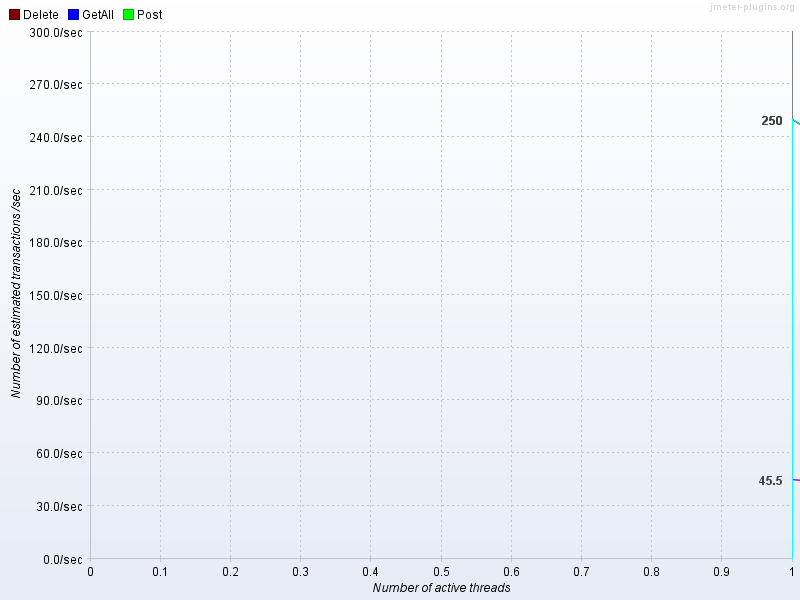 jmeter-plugins.org
Delete GetAll Post
300.0/sec
270.0/sec
250
240.0/sec
210.0/sec
180.0/sec
150.0/sec
120.0/sec
90.0/sec
60.0/sec
45.5
30.0/sec
0.0/sec
Number of estimated transactions /sec
0 0.1 0.2 0.3 0.4 0.5 0.6 0.7 0.8 0.9 1
Number of active threads